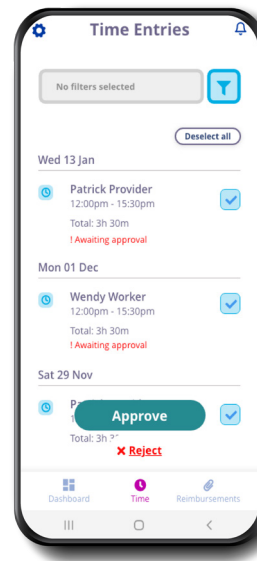 Time Entries
No filters selected
Deselect all
Wed 13 Jan
Patrick Provider
12:00pm - 15:30pm
Total: 3h 30m
! Awaiting approval
Mon 01 Dec
Wendy Worker
12:00pm - 15:30pm
Total: 3h 30m
! Awaiting approval
Sat 29 Nov
Approve
Total: 3h
Reject
Dashboard Time Reimbursements